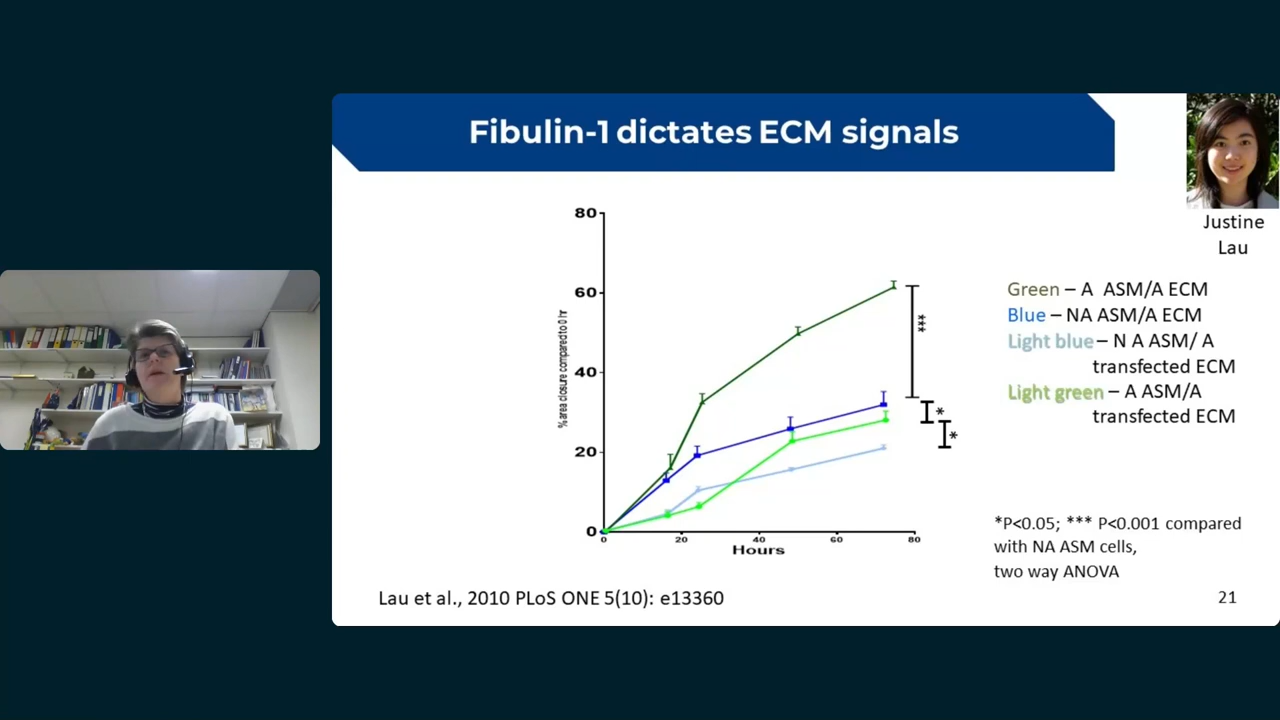 Fibulin-1 dictates ECM signals
Justine
Lau
80
60
40
20
0
% area closure compared to 0 hr
0
20
40
60
80
Hours
***
*
*
Green – A ASM/A ECM
Blue – NA ASM/A ECM
Light blue – N A ASM/ A
transfected ECM
Light green – A ASM/A
transfected ECM
*P<0.05; *** P<0.001 compared
with NA ASM cells,
two way ANOVA
Lau et al., 2010 PLoS ONE 5(10): e13360
21